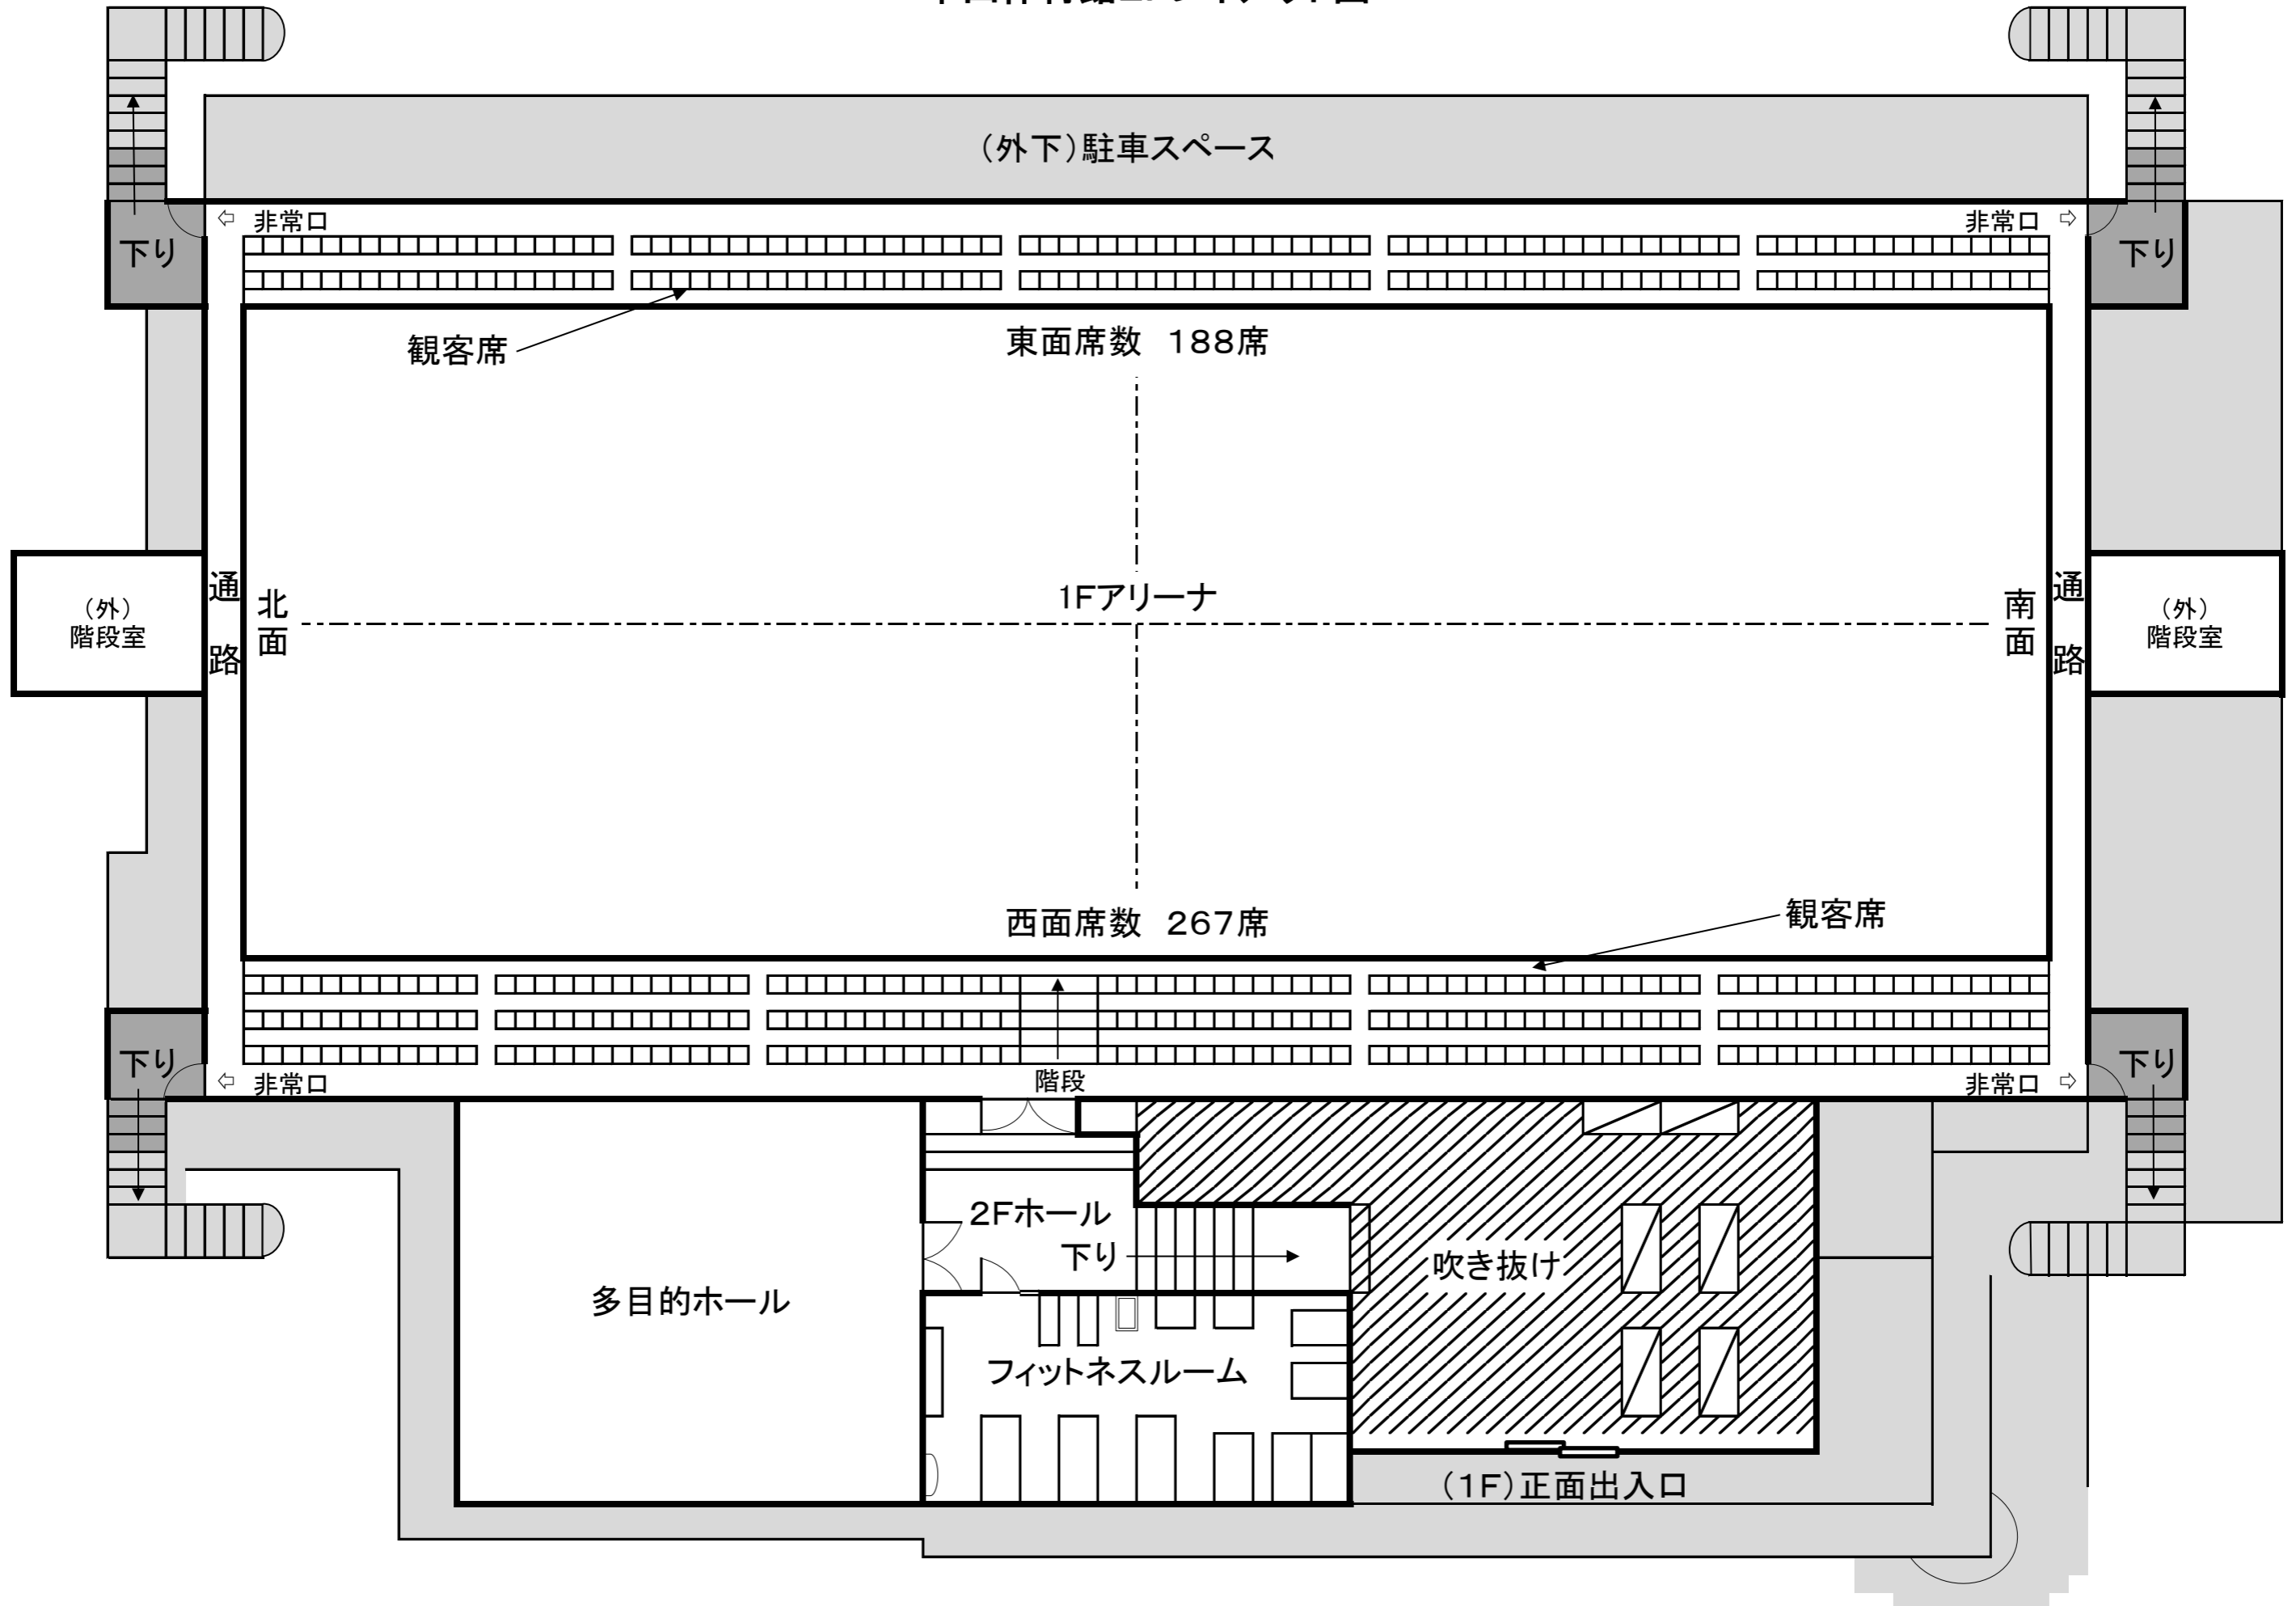 (外下)駐車スペース
⇦ 非常口
非常口 ⇨
下り
下り
観客席
東面席数 188席
通路
北面
1Fアリーナ
南面
通路
(外)
階段室
(外)
階段室
西面席数 267席
観客席
下り
下り
⇦ 非常口
階段
非常口 ⇨
2Fホール
下り
吹き抜け
多目的ホール
フィットネスルーム
(1F)正面出入口